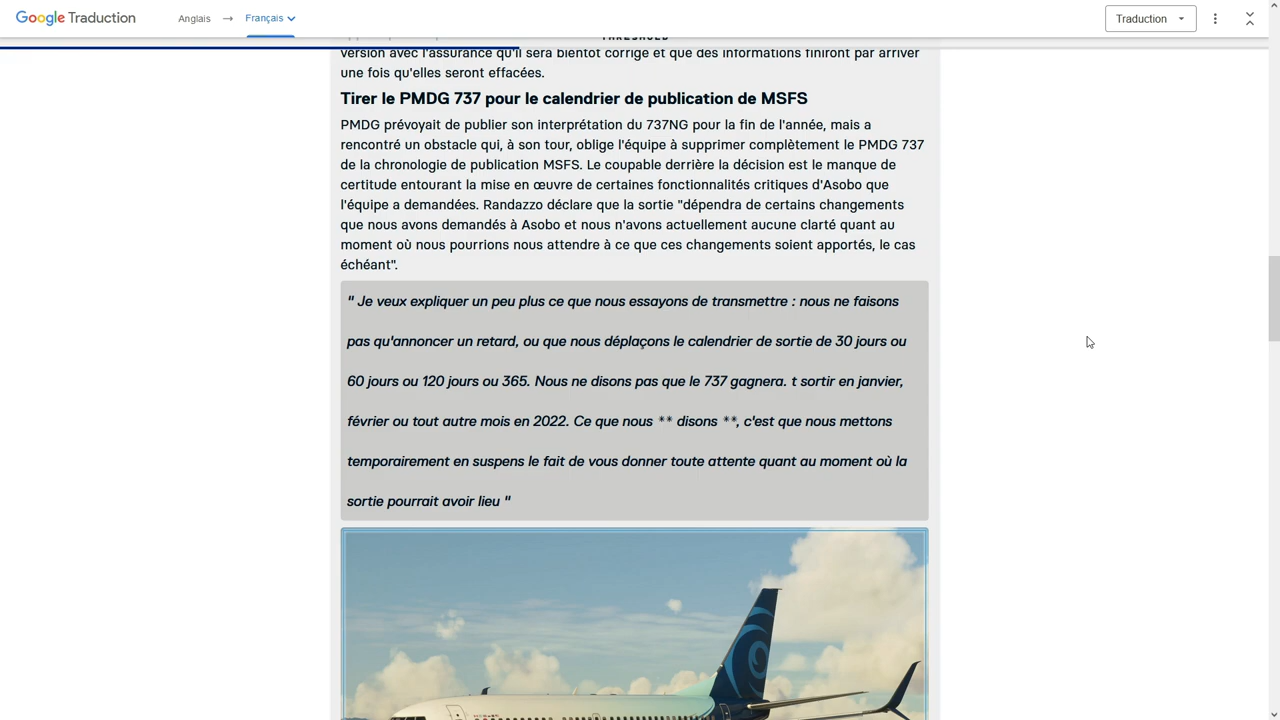 Google Traduction
Anglais → Français
Traduction
THRESHOLD
version avec l'assurance qu'il sera bientôt corrigé et que des informations finiront par arriver
une fois qu'elles seront effacées.
Tirer le PMDG 737 pour le calendrier de publication de MSFS
PMDG prévoyait de publier son interprétation du 737NG pour la fin de l'année, mais a
rencontré un obstacle qui, à son tour, oblige l'équipe à supprimer complètement le PMDG 737
de la chronologie de publication MSFS. Le coupable derrière la décision est le manque de
certitude entourant la mise en œuvre de certaines fonctionnalités critiques d'Asobo que
l'équipe a demandées. Randazzo déclare que la sortie "dépendra de certains changements
que nous avons demandés à Asobo et nous n'avons actuellement aucune clarté quant au
moment où nous pourrions nous attendre à ce que ces changements soient apportés, le cas
échéant".
" Je veux expliquer un peu plus ce que nous essayons de transmettre : nous ne faisons
pas qu'annoncer un retard, ou que nous déplaçons le calendrier de sortie de 30 jours ou
60 jours ou 120 jours ou 365. Nous ne disons pas que le 737 gagnera. t sortir en janvier,
février ou tout autre mois en 2022. Ce que nous ** disons **, c'est que nous mettons
temporairement en suspens le fait de vous donner toute attente quant au moment où la
sortie pourrait avoir lieu "